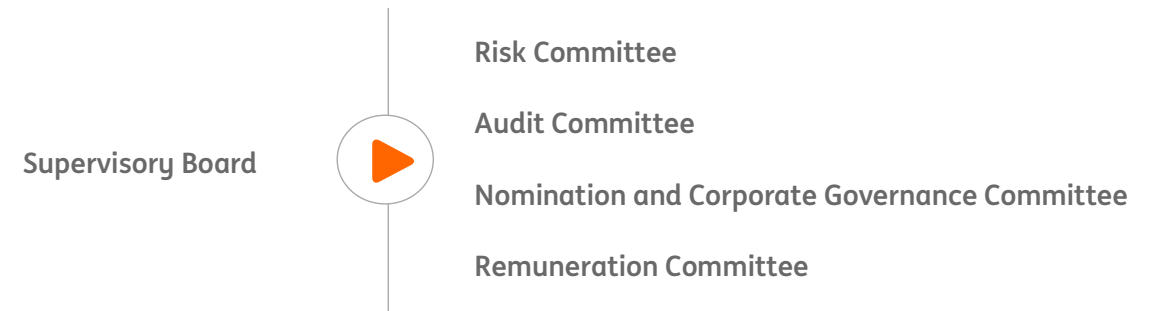 Supervisory Board
Risk Committee
Audit Committee
Nomination and Corporate Governance Committee
Remuneration Committee